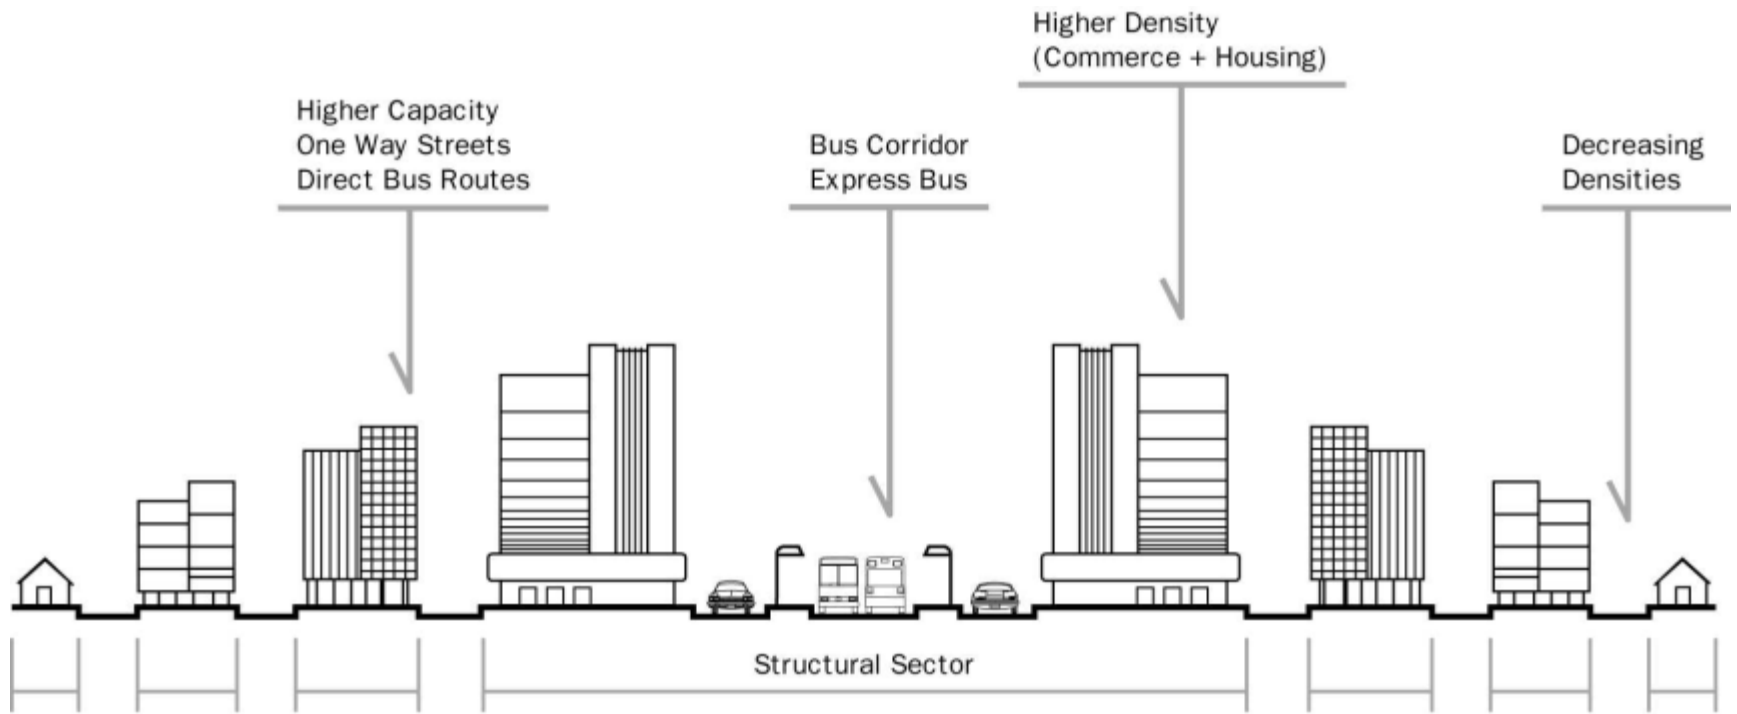 Higher Density
(Commerce + Housing)
Higher Capacity
One Way Streets
Direct Bus Routes
Bus Corridor
Express Bus
Decreasing
Densities
Structural Sector